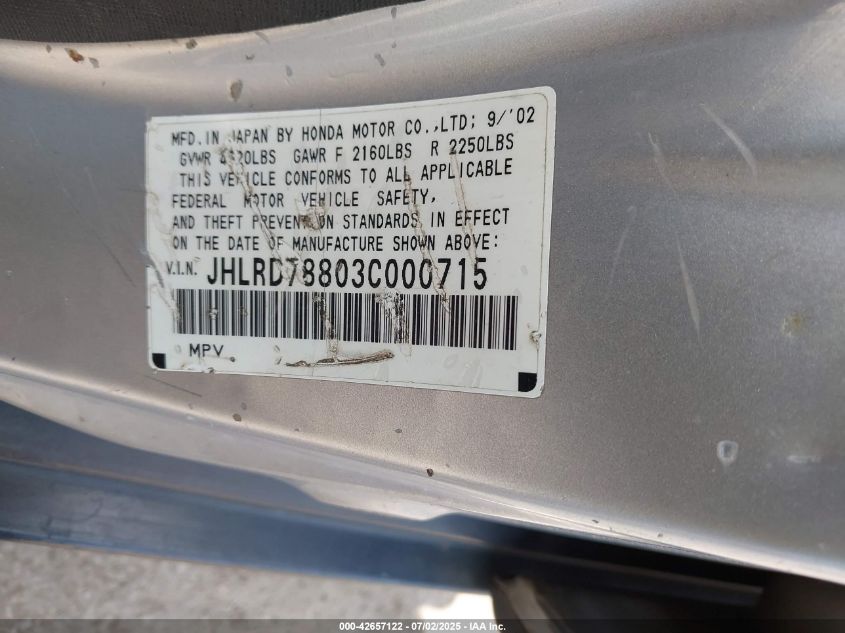 MFD.IN JAPAN BY HONDA MOTOR CO.,LTD; 9/'02
GVWR LBS GAWR F 2160LBS R 2250LBS
THIS VEHICLE CONFORMS TO ALL APPLICABLE
FEDERAL MOTOR VEHICLE SAFETY,
AND THEFT PREVENTION STANDARDS IN EFFECT
ON THE DATE OF MANUFACTURE SHOWN ABOVE:
V.I.N. JHLRD78803C000715
MPV
000-42657122 - 07/02/2025 - IAA Inc.